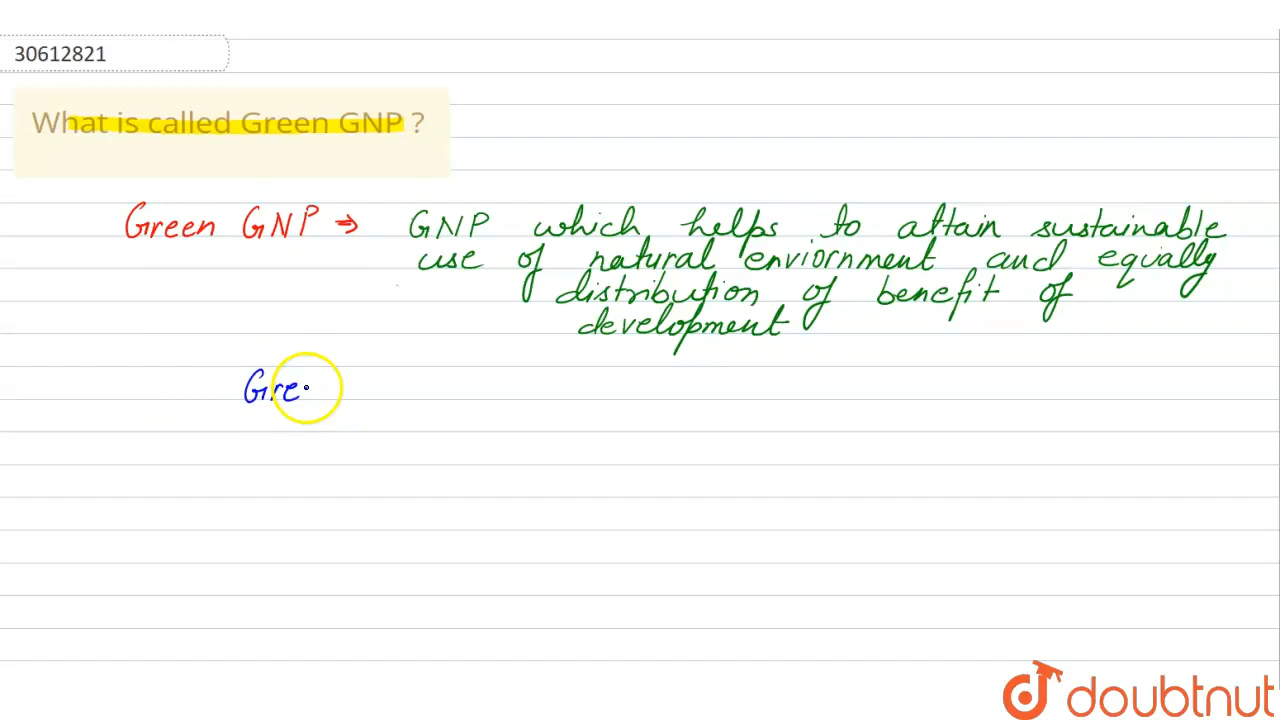 30612821
What is called Green GNP ?
Green GNP ⇒ GNP which helps to attain sustainable
use of natural enviornment and equally
distribution of benefit of
development
Gre
doubtnut